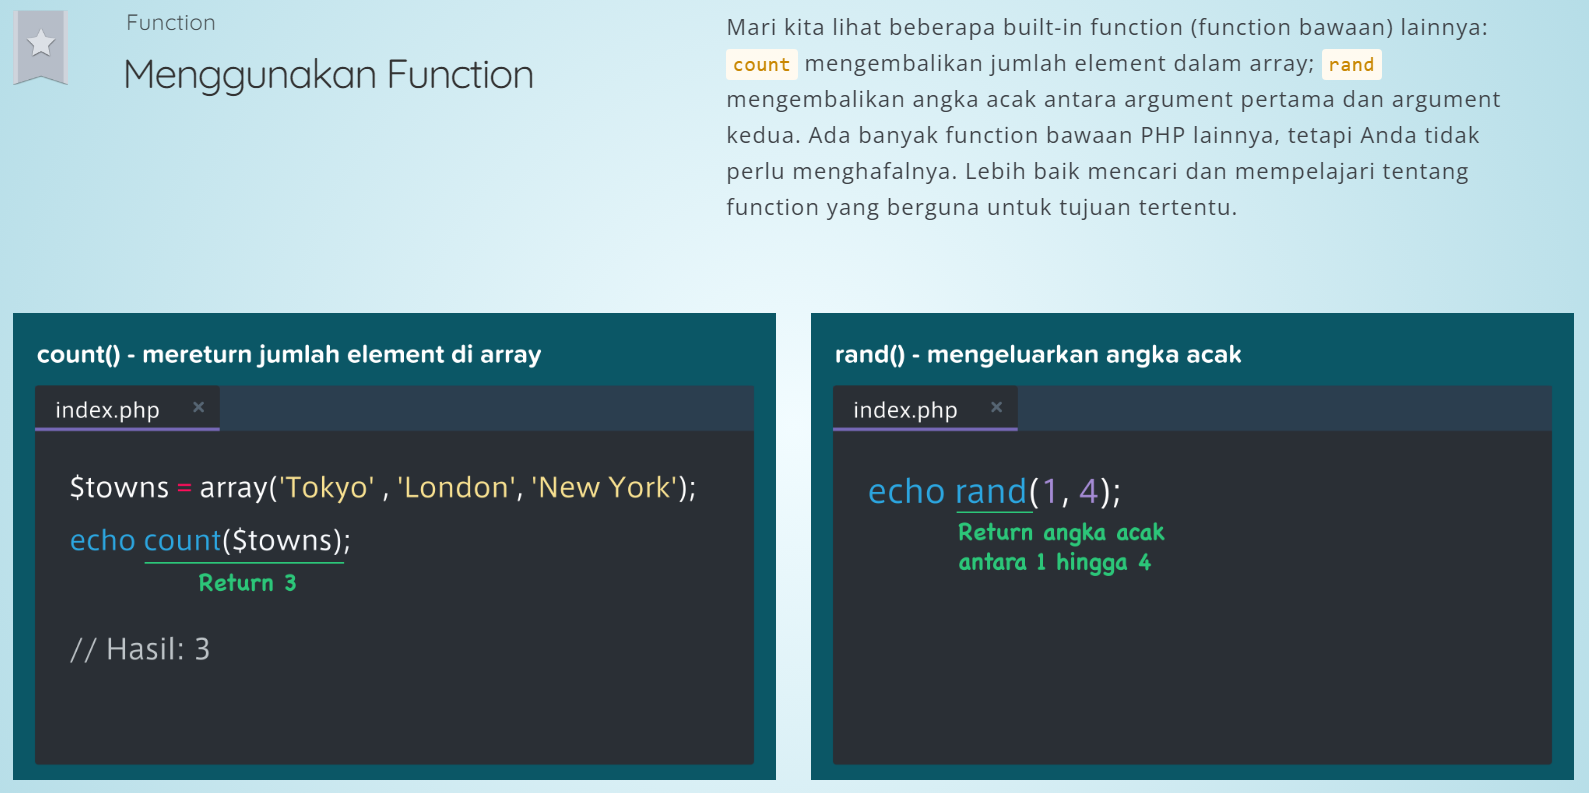 Function
Menggunakan Function
Mari kita lihat beberapa built-in function (function bawaan) lainnya:
count mengembalikan jumlah element dalam array; rand
mengembalikan angka acak antara argument pertama dan argument
kedua. Ada banyak function bawaan PHP lainnya, tetapi Anda tidak
perlu menghafalnya. Lebih baik mencari dan mempelajari tentang
function yang berguna untuk tujuan tertentu.
count() - mereturn jumlah element di array
index.php ×
$towns = array('Tokyo' , 'London', 'New York');
echo count($towns);
Return 3
// Hasil: 3
rand() - mengeluarkan angka acak
index.php ×
echo rand(1, 4);
Return angka acak
antara 1 hingga 4